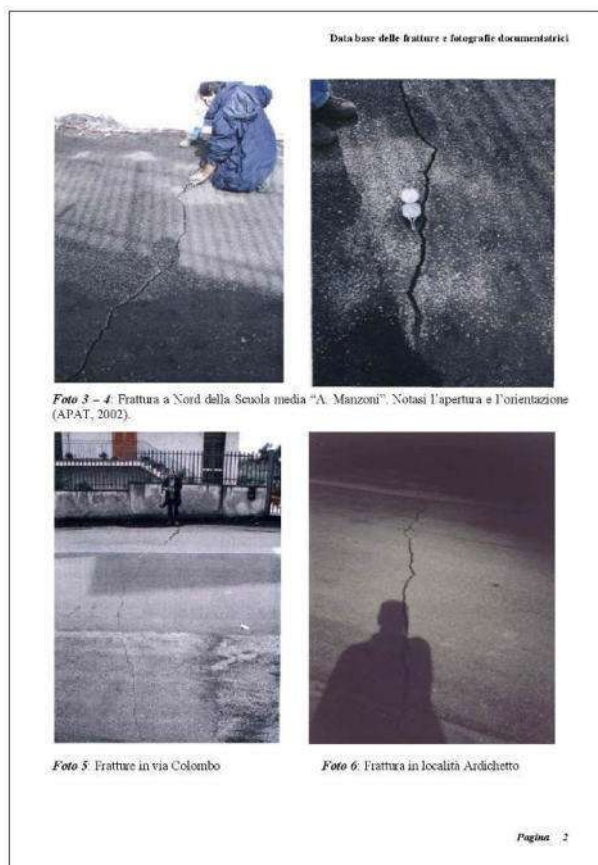 Data base delle fratture e fotografie documentatrici
Foto 3 – 4: Frattura a Nord della Scuola media “A. Manzoni”. Notasi l’apertura e l’orientazione
(APAT, 2002).
Foto 5: Fratture in via Colombo
Foto 6: Frattura in località Ardichetto
Pagina 2